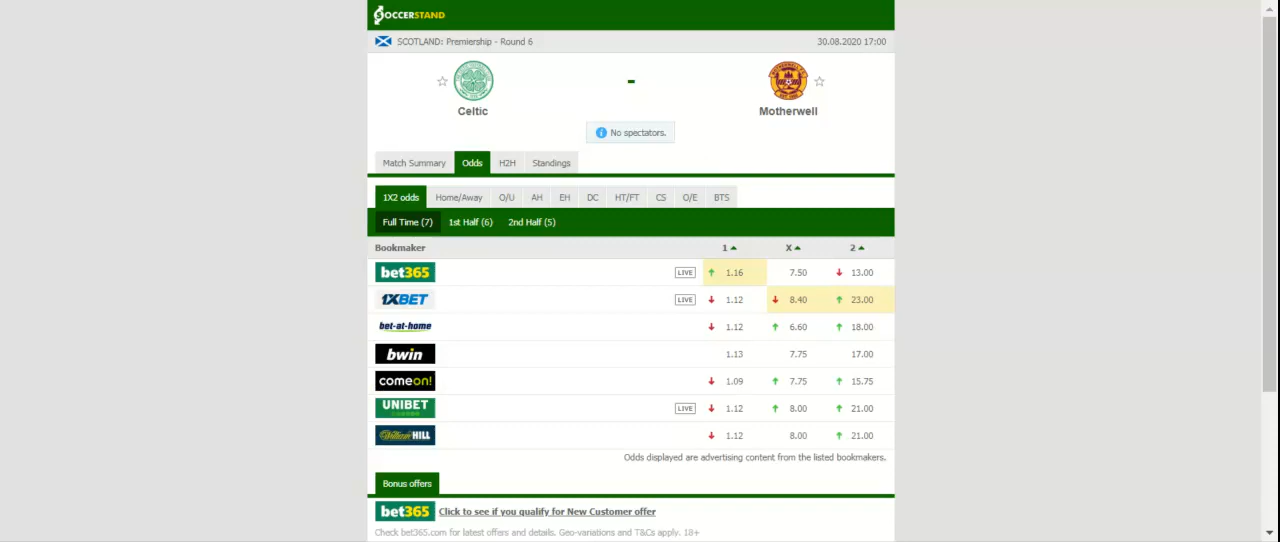 SOCCERSTAND
SCOTLAND: Premiership - Round 6 30.08.2020 17:00
-
Celtic Motherwell
No spectators.
Match Summary Odds H2H Standings
1X2 odds Home/Away O/U AH EH DC HT/FT CS O/E BTS
Full Time (7) 1st Half (6) 2nd Half (5)
Bookmaker 1 X 2
bet365 LIVE 1.16 7.50 13.00
1XBET LIVE 1.12 8.40 23.00
bet-at-home 1.12 6.60 18.00
bwin 1.13 7.75 17.00
comeon! 1.09 7.75 15.75
UNIBET LIVE 1.12 8.00 21.00
William HILL 1.12 8.00 21.00
Odds displayed are advertising content from the listed bookmakers.
Bonus offers
bet365 Click to see if you qualify for New Customer offer
Check bet365.com for latest offers and details. Geo-variations and T&Cs apply. 18+